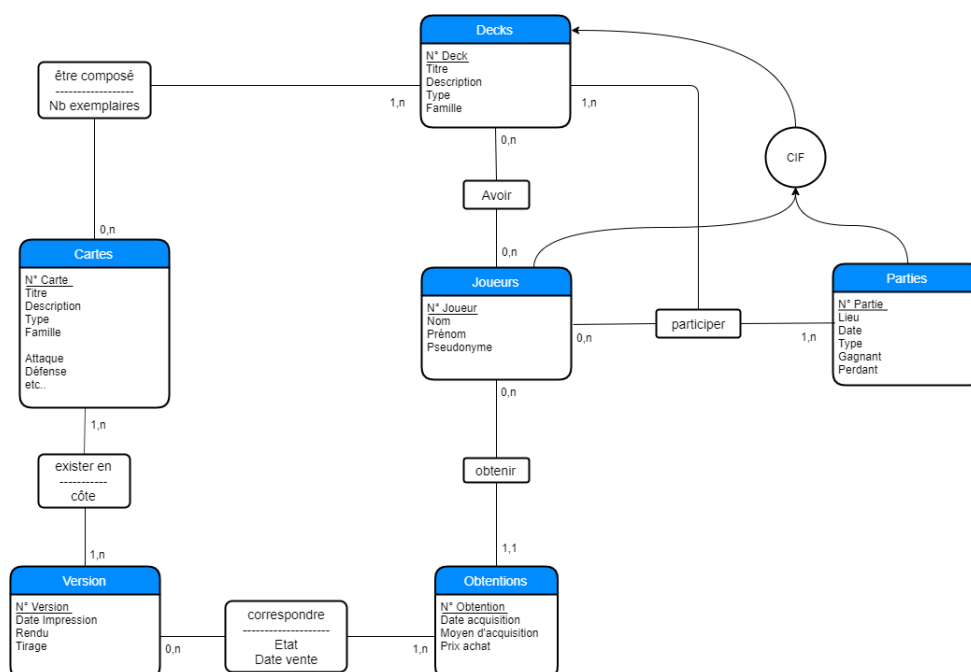 Decks
N° Deck
Titre
Description
Type
Famille
être composé
------------------
Nb exemplaires
1,n
1,n
0,n
CIF
Avoir
0,n
0,n
Cartes
N° Carte
Titre
Description
Type
Famille
Attaque
Défense
etc..
Joueurs
N° Joueur
Nom
Prénom
Pseudonyme
participer
0,n
1,n
Parties
N° Partie
Lieu
Date
Type
Gagnant
Perdant
1,n
0,n
exister en
-----------
côte
obtenir
1,n
1,1
Version
N° Version
Date Impression
Rendu
Tirage
correspondre
--------------------
Etat
Date vente
0,n
1,n
Obtentions
N° Obtention
Date acquisition
Moyen d'acquisition
Prix achat